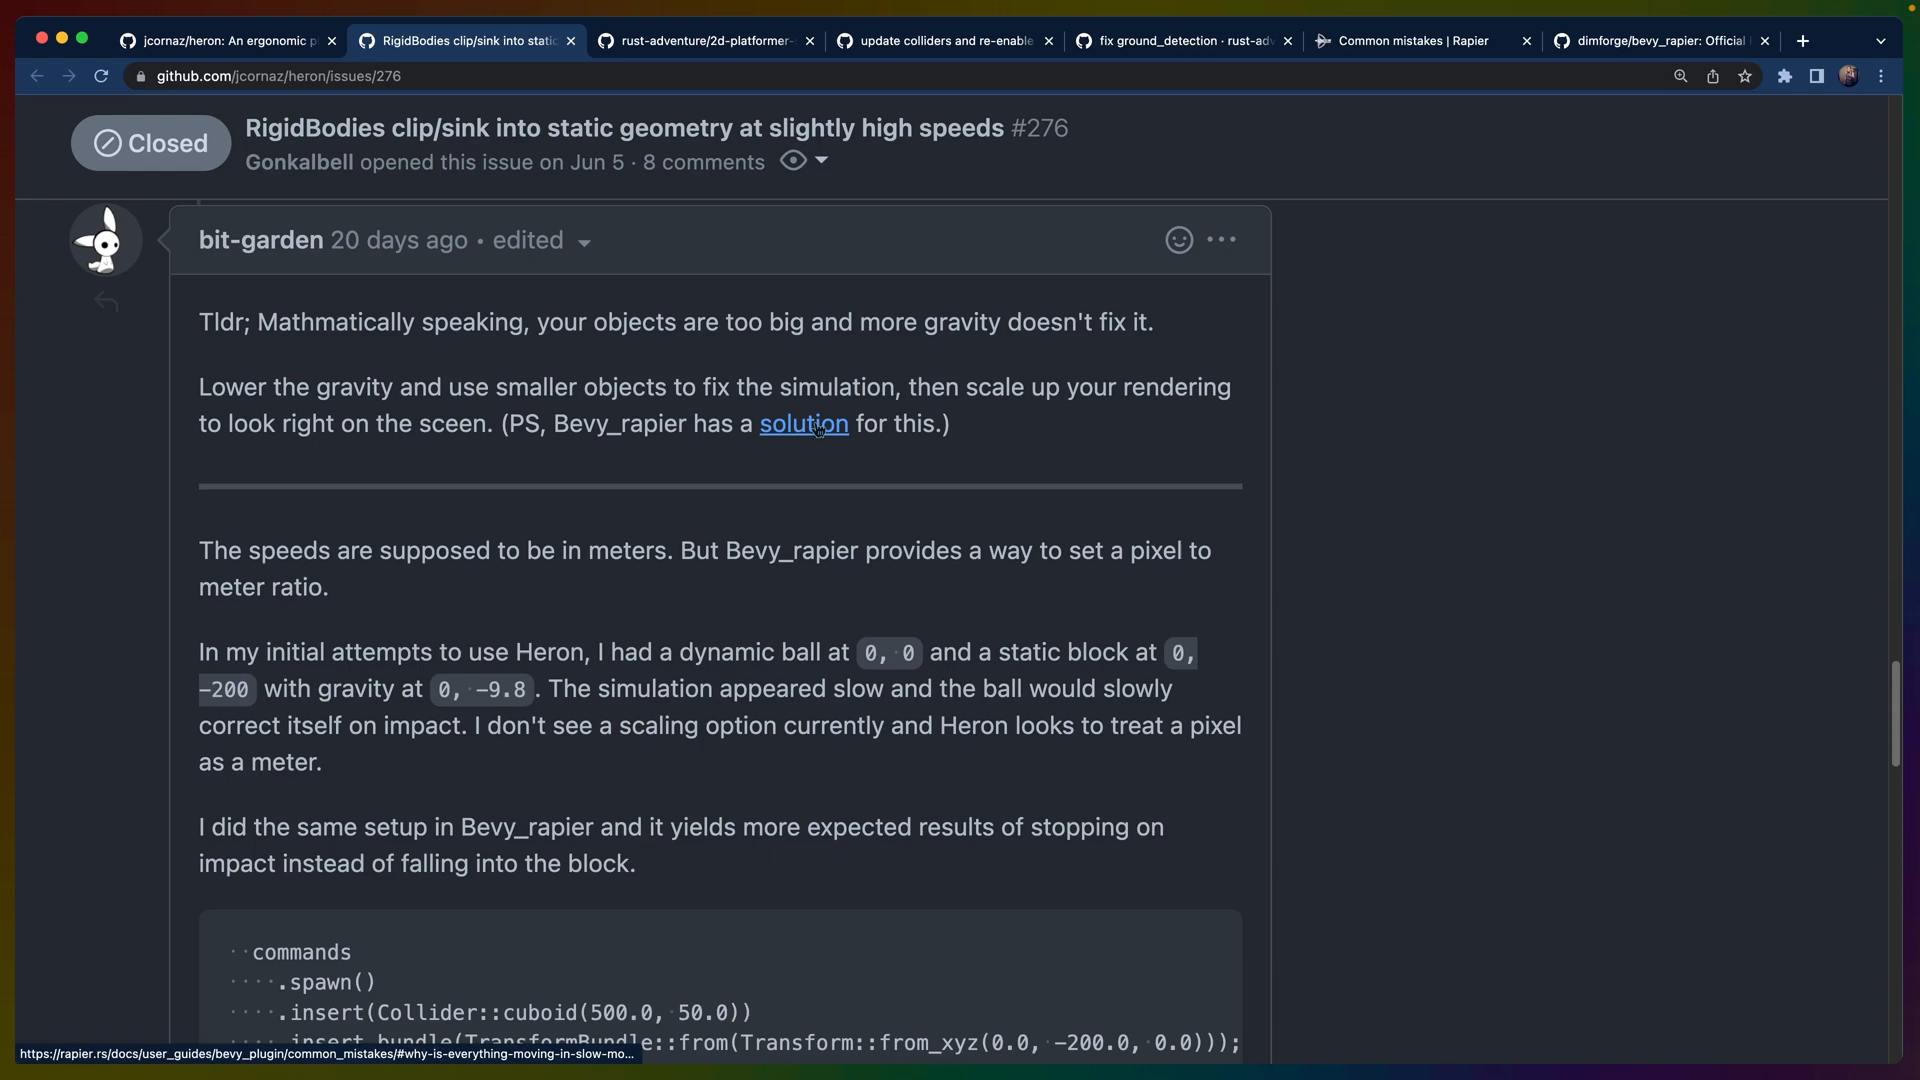 jcornaz/heron: An ergonomic p
RigidBodies clip/sink into stati
rust-adventure/2d-platformer-
update colliders and re-enable
fix ground_detection · rust-adv
Common mistakes | Rapier
dimforge/bevy_rapier: Official
github.com/jcornaz/heron/issues/276
Closed
RigidBodies clip/sink into static geometry at slightly high speeds #276
Gonkalbell opened this issue on Jun 5 · 8 comments
bit-garden 20 days ago • edited
Tldr; Mathmatically speaking, your objects are too big and more gravity doesn't fix it.
Lower the gravity and use smaller objects to fix the simulation, then scale up your rendering
to look right on the sceen. (PS, Bevy_rapier has a solution for this.)
The speeds are supposed to be in meters. But Bevy_rapier provides a way to set a pixel to
meter ratio.
In my initial attempts to use Heron, I had a dynamic ball at 0, 0 and a static block at 0,
-200 with gravity at 0, -9.8. The simulation appeared slow and the ball would slowly
correct itself on impact. I don't see a scaling option currently and Heron looks to treat a pixel
as a meter.
I did the same setup in Bevy_rapier and it yields more expected results of stopping on
impact instead of falling into the block.
commands
.spawn()
.insert(Collider::cuboid(500.0, 50.0))
.insert_bundle(TransformBundle::from(Transform::from_xyz(0.0, -200.0, 0.0)));
https://rapier.rs/docs/user_guides/bevy_plugin/common_mistakes/#why-is-everything-moving-in-slow-mo...